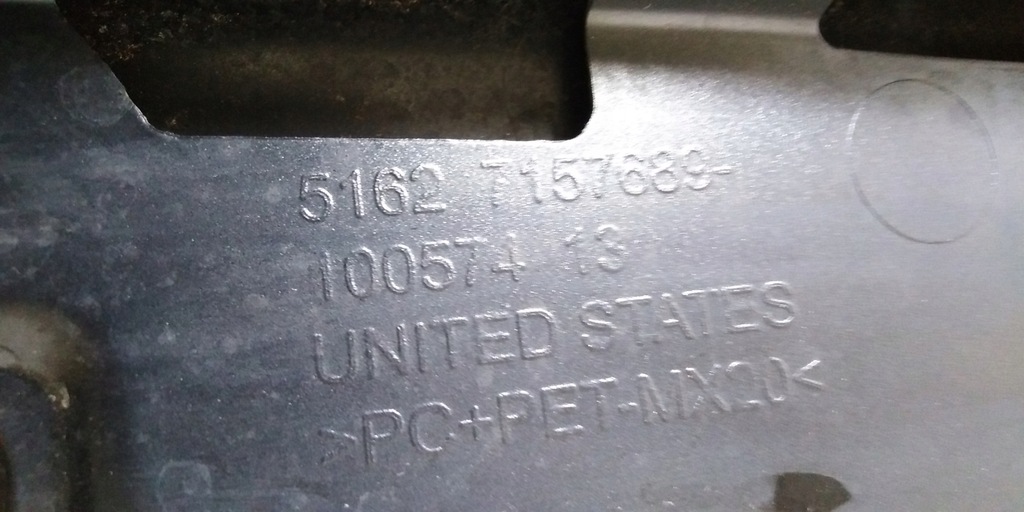 5162 7157689-
100574 13
UNITED STATES
>PC+PET-MX20<